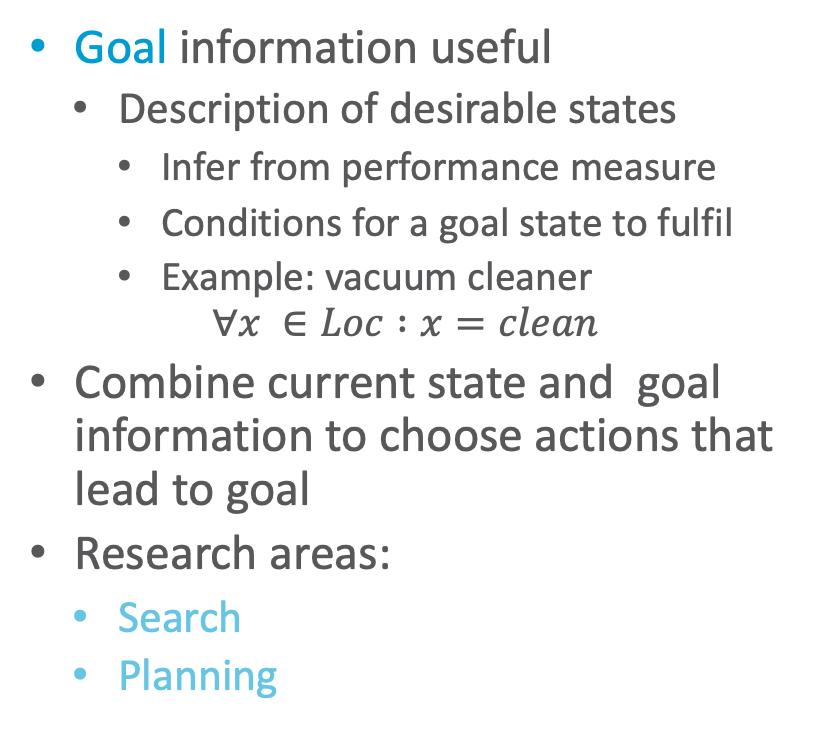 • Goal information useful
• Description of desirable states
• Infer from performance measure
• Conditions for a goal state to fulfil
• Example: vacuum cleaner
∀x ∈ Loc : x = clean
• Combine current state and goal
information to choose actions that
lead to goal
• Research areas:
• Search
• Planning